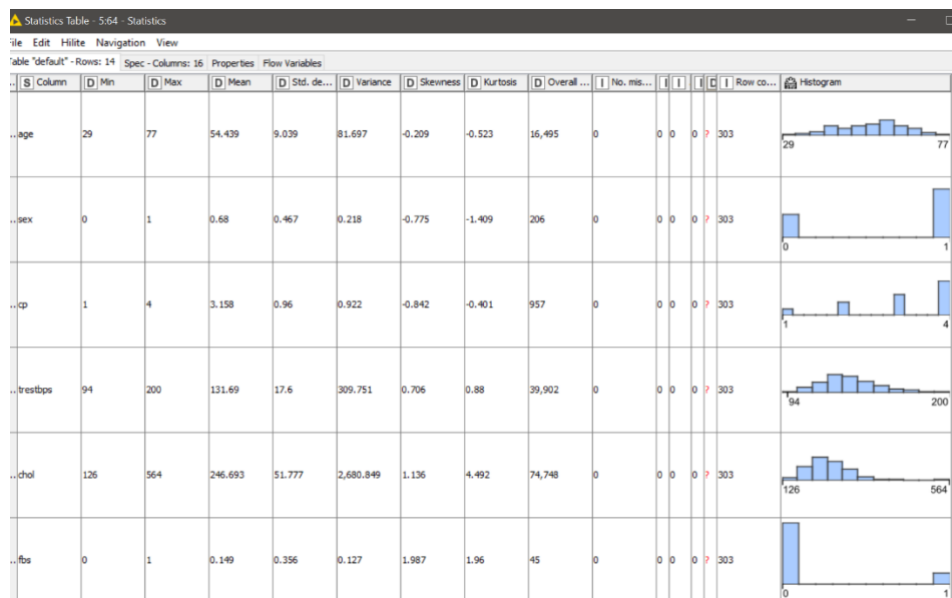 Statistics Table - 5:64 - Statistics
File Edit Hilite Navigation View
Table "default" - Rows: 14 Spec - Columns: 16 Properties Flow Variables
... S Column D Min D Max D Mean D Std. de... D Variance D Skewness D Kurtosis D Overall ... I No. mis... I I I D I Row co... Histogram
..age 29 77 54.439 9.039 81.697 -0.209 -0.523 16,495 0 0 0 0 ? 303
29 77
..sex 0 1 0.68 0.467 0.218 -0.775 -1.409 206 0 0 0 0 ? 303
0 1
..cp 1 4 3.158 0.96 0.922 -0.842 -0.401 957 0 0 0 0 ? 303
1 4
..trestbps 94 200 131.69 17.6 309.751 0.706 0.88 39,902 0 0 0 0 ? 303
94 200
..chol 126 564 246.693 51.777 2,680.849 1.136 4.492 74,748 0 0 0 0 ? 303
126 564
..fbs 0 1 0.149 0.356 0.127 1.987 1.96 45 0 0 0 0 ? 303
0 1